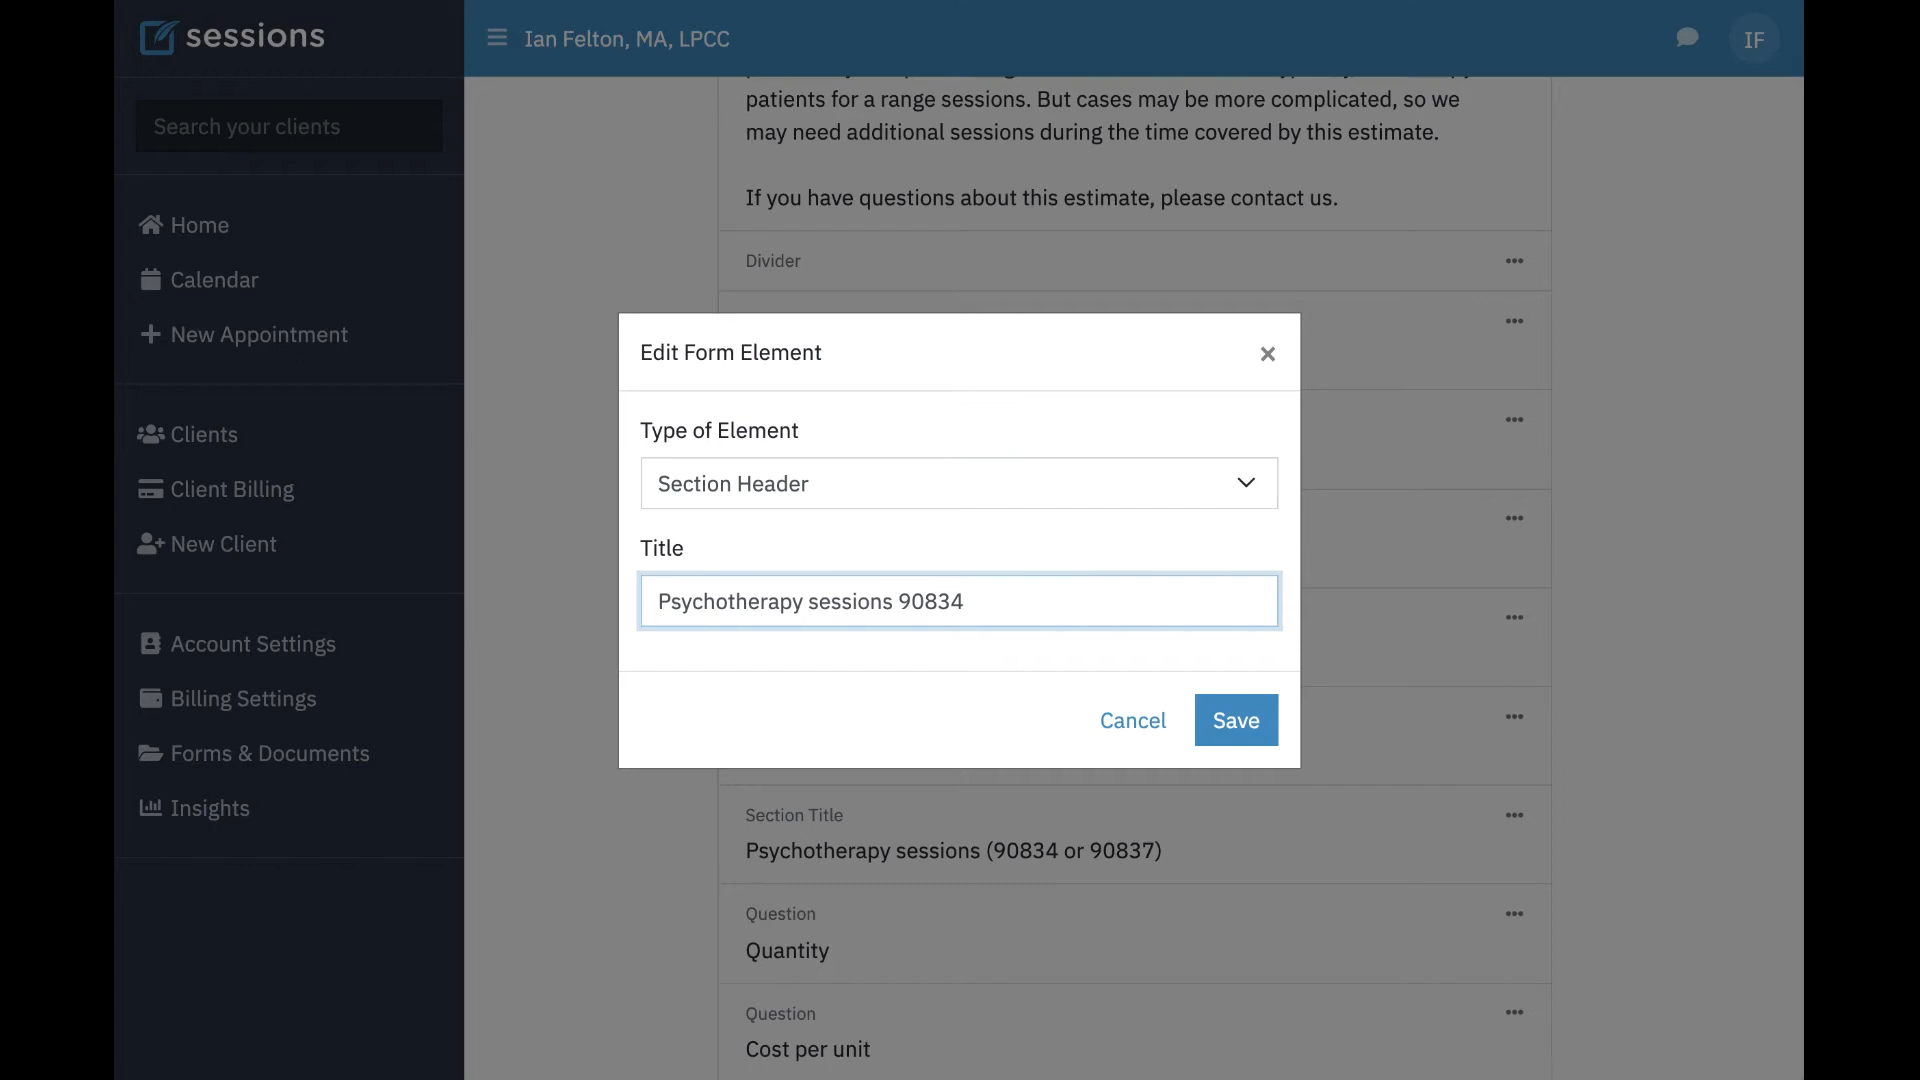 sessions
Ian Felton, MA, LPCC
IF
Search your clients
Home
Calendar
New Appointment
Clients
Client Billing
New Client
Account Settings
Billing Settings
Forms & Documents
Insights
patients for a range sessions. But cases may be more complicated, so we
may need additional sessions during the time covered by this estimate.
If you have questions about this estimate, please contact us.
Divider
Edit Form Element
Type of Element
Section Header
Title
Psychotherapy sessions 90834
Cancel
Save
Section Title
Psychotherapy sessions (90834 or 90837)
Question
Quantity
Question
Cost per unit